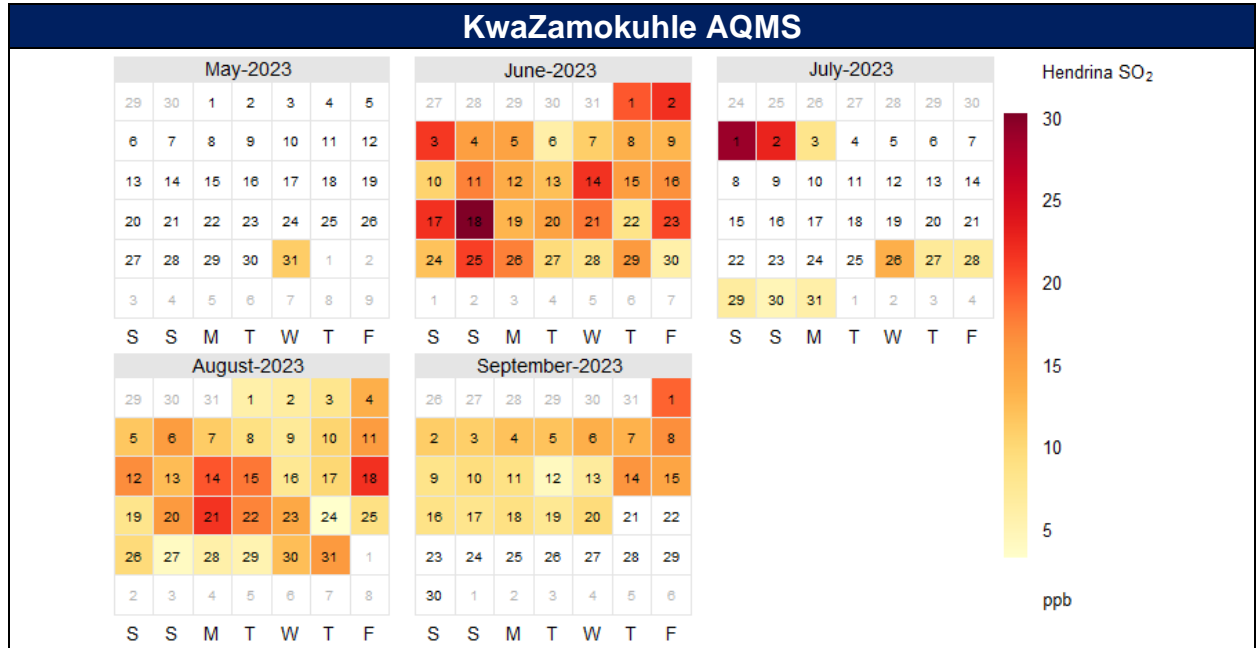 KwaZamokuhle AQMS
May-2023
29 30 1 2 3 4 5
6 7 8 9 10 11 12
13 14 15 16 17 18 19
20 21 22 23 24 25 26
27 28 29 30 31 1 2
3 4 5 6 7 8 9
S S M T W T F
June-2023
27 28 29 30 31 1 2
3 4 5 6 7 8 9
10 11 12 13 14 15 16
17 18 19 20 21 22 23
24 25 26 27 28 29 30
1 2 3 4 5 6 7
S S M T W T F
July-2023
24 25 26 27 28 29 30
1 2 3 4 5 6 7
8 9 10 11 12 13 14
15 16 17 18 19 20 21
22 23 24 25 26 27 28
29 30 31 1 2 3 4
S S M T W T F
August-2023
29 30 31 1 2 3 4
5 6 7 8 9 10 11
12 13 14 15 16 17 18
19 20 21 22 23 24 25
26 27 28 29 30 31 1
2 3 4 5 6 7 8
S S M T W T F
September-2023
26 27 28 29 30 31 1
2 3 4 5 6 7 8
9 10 11 12 13 14 15
16 17 18 19 20 21 22
23 24 25 26 27 28 29
30 1 2 3 4 5 6
S S M T W T F
Hendrina SO₂
30
25
20
15
10
5
ppb